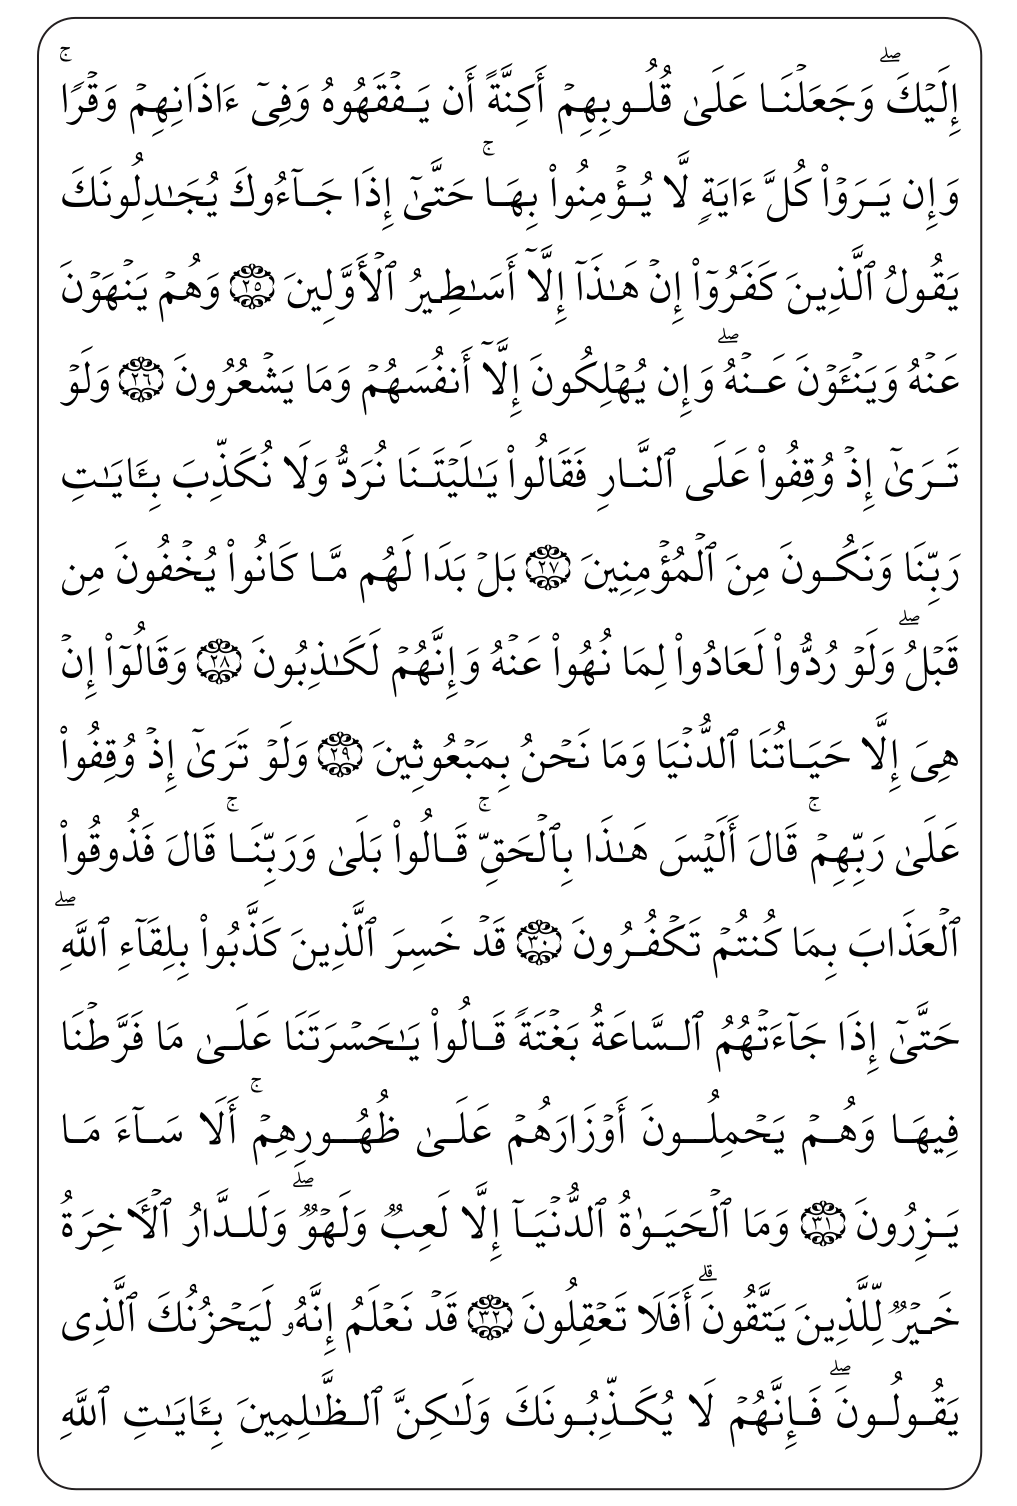 إِلَيۡكَۖ وَجَعَلۡنَا عَلَىٰ قُلُوبِهِمۡ أَكِنَّةً أَن يَفۡقَهُوهُ وَفِيٓ ءَاذَانِهِمۡ وَقۡرٗاۚ
وَإِن يَرَوۡاْ كُلَّ ءَايَةٖ لَّا يُؤۡمِنُواْ بِهَاۚ حَتَّىٰٓ إِذَا جَآءُوكَ يُجَٰدِلُونَكَ
يَقُولُ ٱلَّذِينَ كَفَرُوٓاْ إِنۡ هَٰذَآ إِلَّآ أَسَٰطِيرُ ٱلۡأَوَّلِينَ ۝٢٥ وَهُمۡ يَنۡهَوۡنَ
عَنۡهُ وَيَنۡـَٔوۡنَ عَنۡهُۖ وَإِن يُهۡلِكُونَ إِلَّآ أَنفُسَهُمۡ وَمَا يَشۡعُرُونَ ۝٢٦ وَلَوۡ
تَرَىٰٓ إِذۡ وُقِفُواْ عَلَى ٱلنَّارِ فَقَالُواْ يَٰلَيۡتَنَا نُرَدُّ وَلَا نُكَذِّبَ بِـَٔايَٰتِ
رَبِّنَا وَنَكُونَ مِنَ ٱلۡمُؤۡمِنِينَ ۝٢٧ بَلۡ بَدَا لَهُم مَّا كَانُواْ يُخۡفُونَ مِن
قَبۡلُۖ وَلَوۡ رُدُّواْ لَعَادُواْ لِمَا نُهُواْ عَنۡهُ وَإِنَّهُمۡ لَكَٰذِبُونَ ۝٢٨ وَقَالُوٓاْ إِنۡ
هِيَ إِلَّا حَيَاتُنَا ٱلدُّنۡيَا وَمَا نَحۡنُ بِمَبۡعُوثِينَ ۝٢٩ وَلَوۡ تَرَىٰٓ إِذۡ وُقِفُواْ
عَلَىٰ رَبِّهِمۡۚ قَالَ أَلَيۡسَ هَٰذَا بِٱلۡحَقِّۚ قَالُواْ بَلَىٰ وَرَبِّنَاۚ قَالَ فَذُوقُواْ
ٱلۡعَذَابَ بِمَا كُنتُمۡ تَكۡفُرُونَ ۝٣٠ قَدۡ خَسِرَ ٱلَّذِينَ كَذَّبُواْ بِلِقَآءِ ٱللَّهِۖ
حَتَّىٰٓ إِذَا جَآءَتۡهُمُ ٱلسَّاعَةُ بَغۡتَةٗ قَالُواْ يَٰحَسۡرَتَنَا عَلَىٰ مَا فَرَّطۡنَا
فِيهَا وَهُمۡ يَحۡمِلُونَ أَوۡزَارَهُمۡ عَلَىٰ ظُهُورِهِمۡۚ أَلَا سَآءَ مَا
يَزِرُونَ ۝٣١ وَمَا ٱلۡحَيَوٰةُ ٱلدُّنۡيَآ إِلَّا لَعِبٞ وَلَهۡوٞۖ وَلَلدَّارُ ٱلۡأٓخِرَةُ
خَيۡرٞ لِّلَّذِينَ يَتَّقُونَۚ أَفَلَا تَعۡقِلُونَ ۝٣٢ قَدۡ نَعۡلَمُ إِنَّهُۥ لَيَحۡزُنُكَ ٱلَّذِي
يَقُولُونَۖ فَإِنَّهُمۡ لَا يُكَذِّبُونَكَ وَلَٰكِنَّ ٱلظَّٰلِمِينَ بِـَٔايَٰتِ ٱللَّهِ